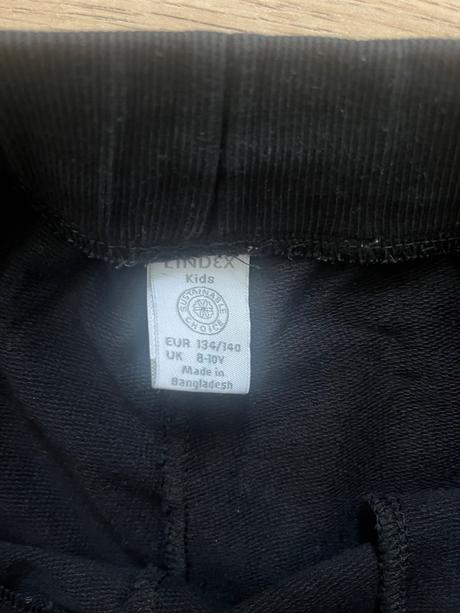 LINDEX
Kids
SUSTAINABLE
CHOICE
EUR 134/140
UK 8-10Y
Made in
Bangladesh